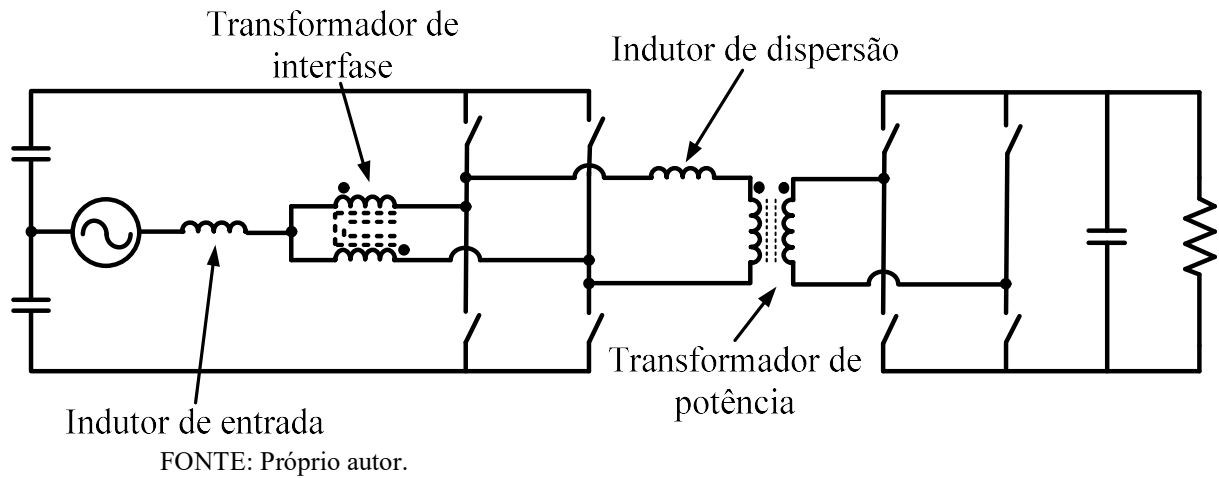 Transformador de
interfase
Indutor de dispersão
Transformador de
potência
Indutor de entrada
FONTE: Próprio autor.